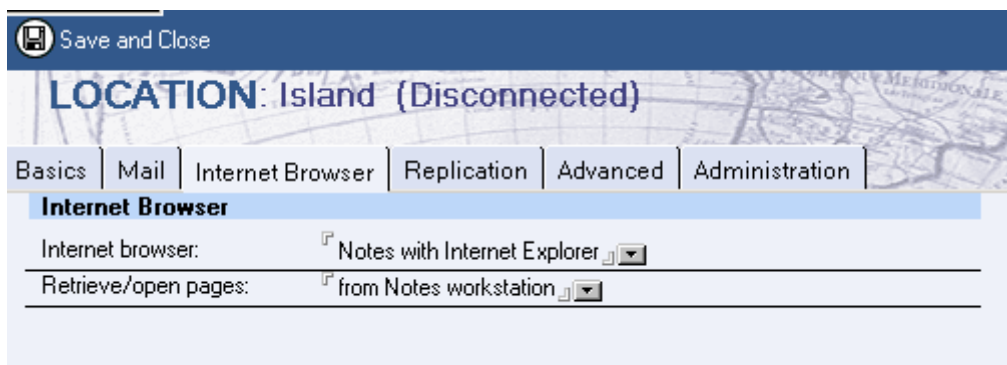 Save and Close
LOCATION: Island (Disconnected)
Basics Mail Internet Browser Replication Advanced Administration
Internet Browser
Internet browser: Notes with Internet Explorer
Retrieve/open pages: from Notes workstation